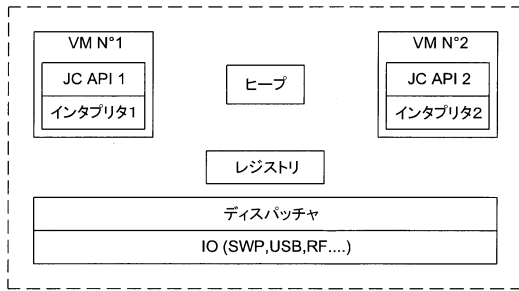 VM N°1
JC API 1
インタプリタ1
ヒープ
VM N°2
JC API 2
インタプリタ2
レジストリ
ディスパッチャ
IO (SWP,USB,RF....)